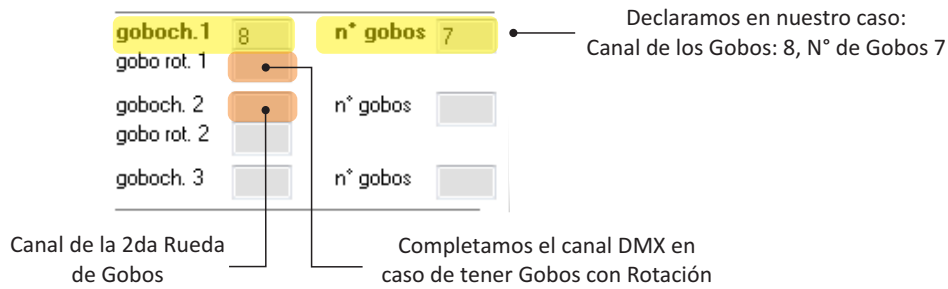 Declaramos en nuestro caso:
Canal de los Gobos: 8, N° de Gobos 7
goboch.1 8 n° gobos 7
gobo rot. 1
goboch. 2 n° gobos
gobo rot. 2
goboch. 3 n° gobos
Canal de la 2da Rueda
de Gobos
Completamos el canal DMX en
caso de tener Gobos con Rotación